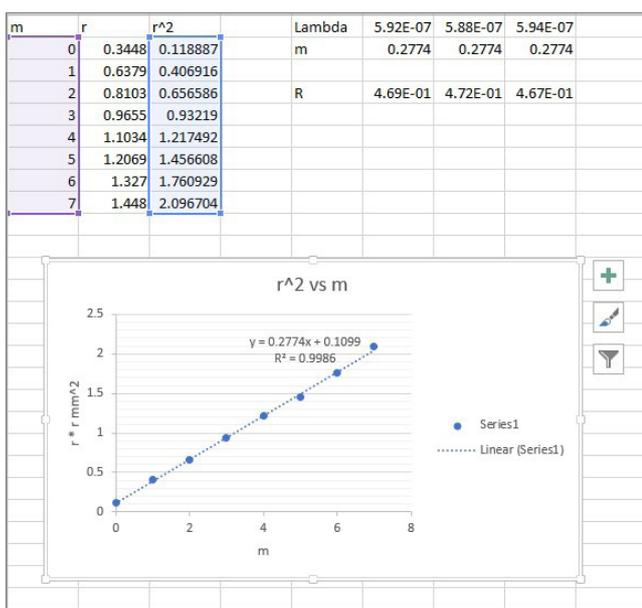 m r r^2 Lambda 5.92E-07 5.88E-07 5.94E-07
0 0.3448 0.118887 m 0.2774 0.2774 0.2774
1 0.6379 0.406916
2 0.8103 0.656586 R 4.69E-01 4.72E-01 4.67E-01
3 0.9655 0.93219
4 1.1034 1.217492
5 1.2069 1.456608
6 1.327 1.760929
7 1.448 2.096704
r^2 vs m
2.5
2
1.5
1
0.5
0
r * r mm^2
y = 0.2774x + 0.1099
R² = 0.9986
0 2 4 6 8
m
Series1
Linear (Series1)